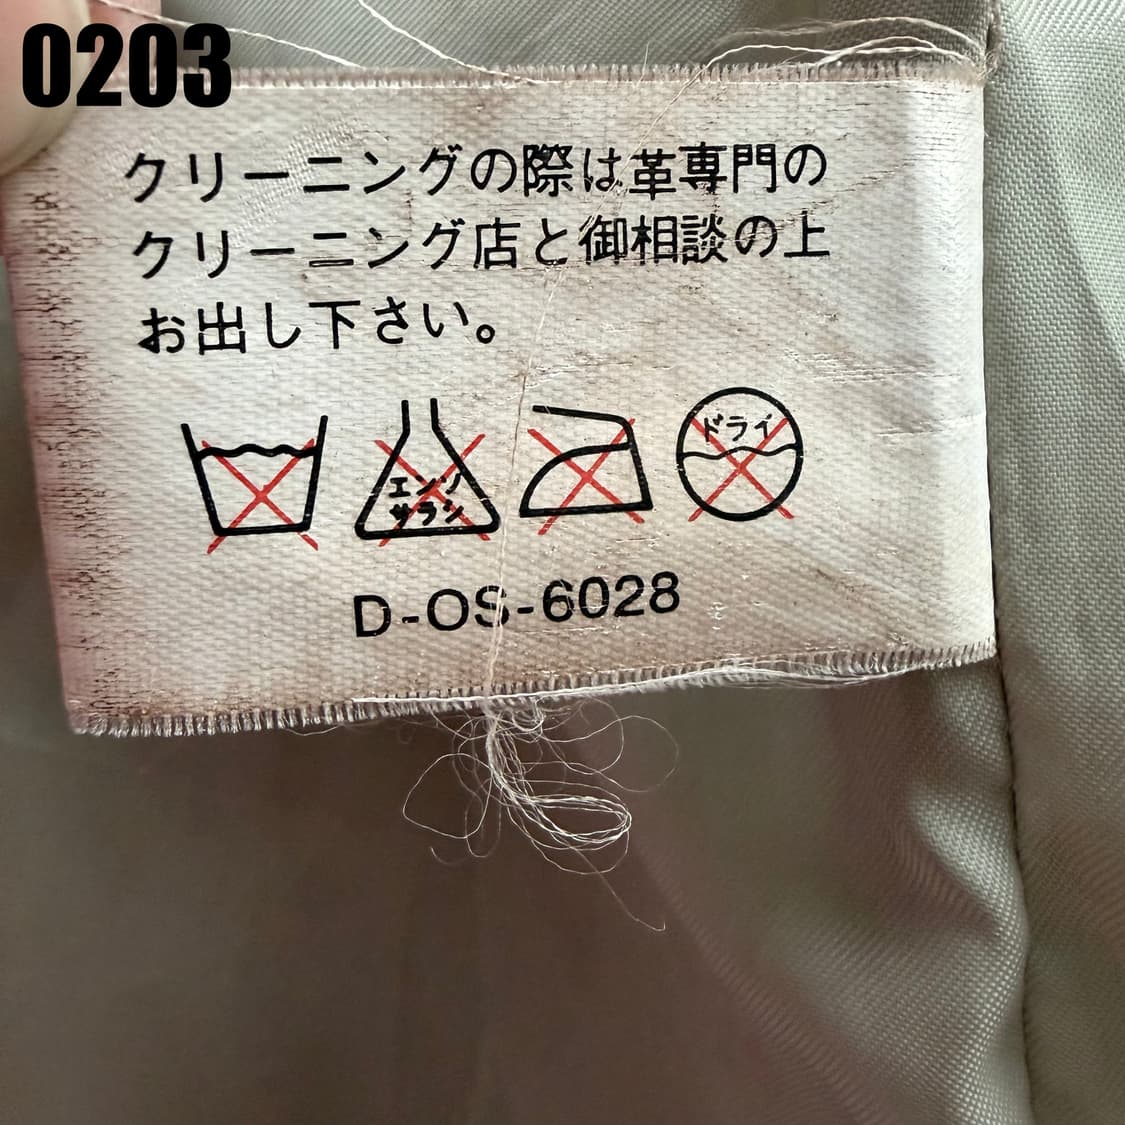 0203
クリーニングの際は革専門の
クリーニング店と御相談の上
お出し下さい。
エンソ
サラシ
ドライ
D-OS-6028